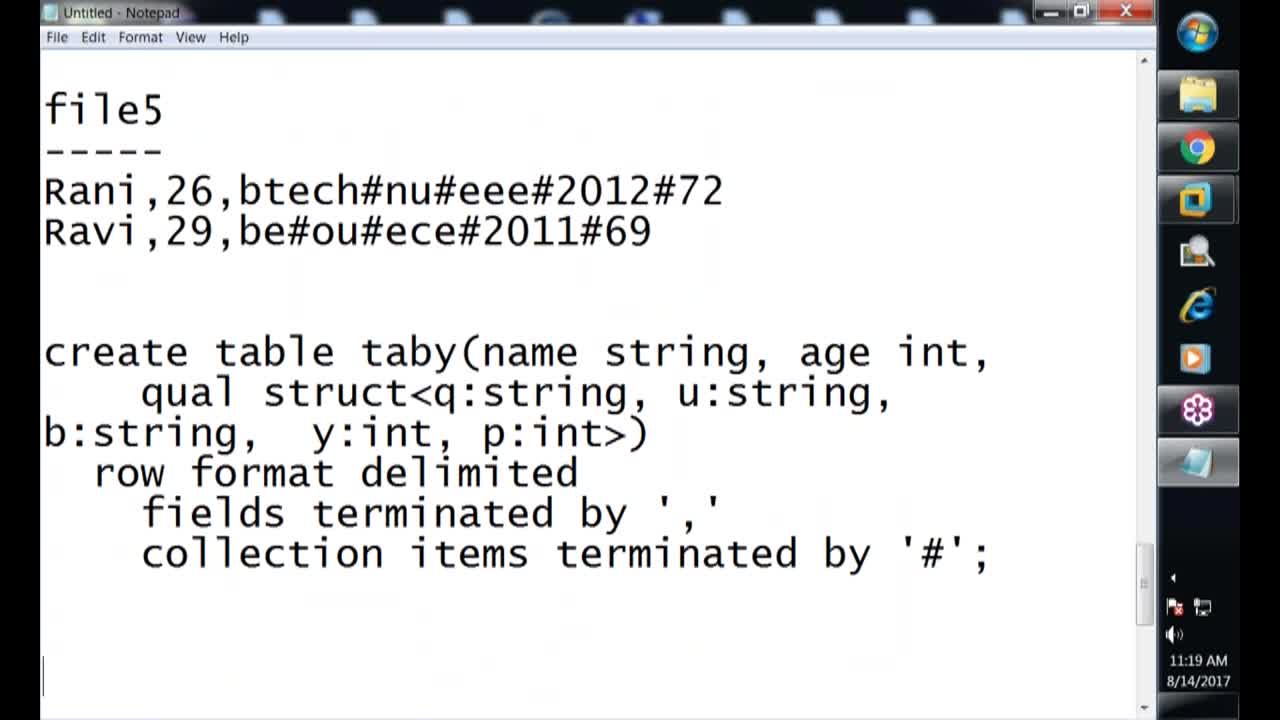 Untitled - Notepad
File Edit Format View Help
file5
-----
Rani,26,btech#nu#eee#2012#72
Ravi,29,be#ou#ece#2011#69
create table taby(name string, age int,
qual struct<q:string, u:string,
b:string, y:int, p:int>)
row format delimited
fields terminated by ','
collection items terminated by '#';
11:19 AM
8/14/2017